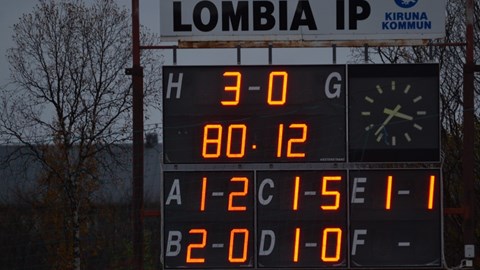 LOMBIA IP
KIRUNA
KOMMUN
H 3-0 G
80.12
A 1-2 C 1-5 E 1-1
B 2-0 D 1-0 F -